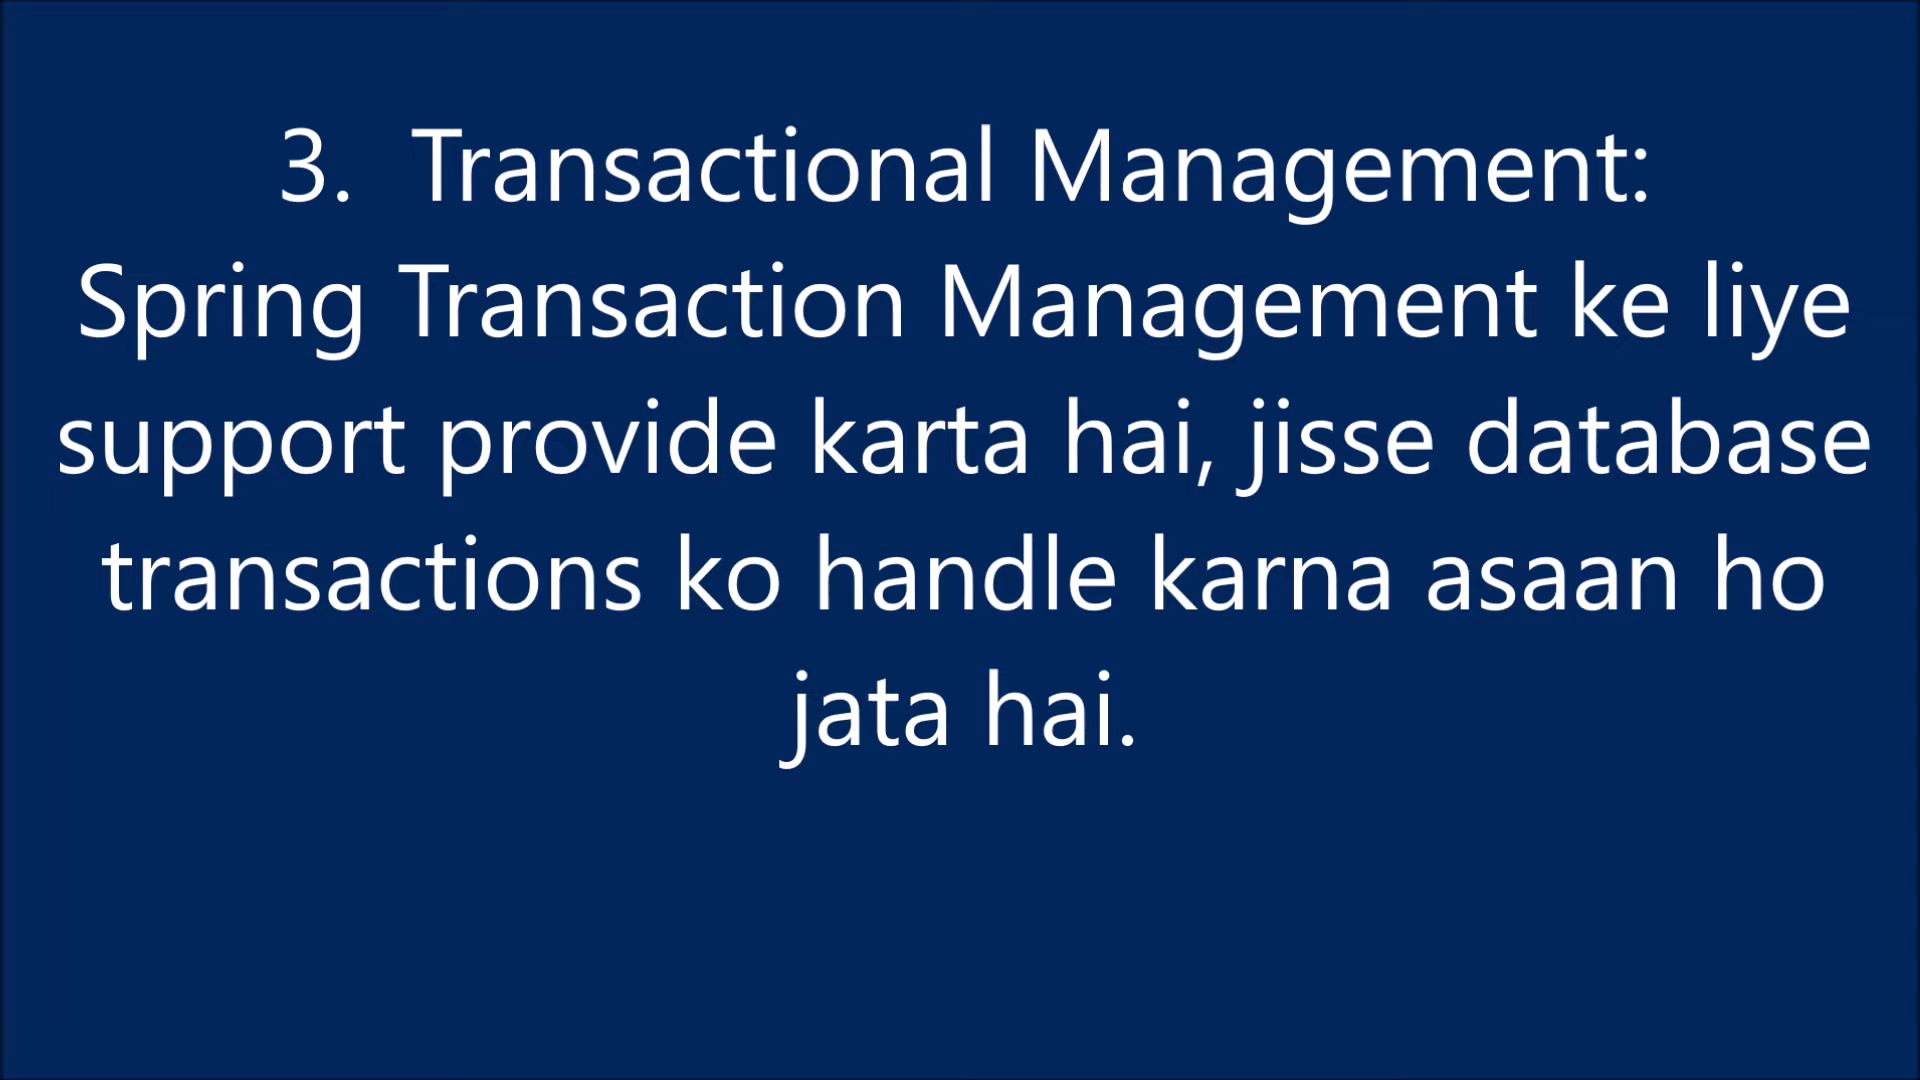 3. Transactional Management:
Spring Transaction Management ke liye
support provide karta hai, jisse database
transactions ko handle karna asaan ho
jata hai.